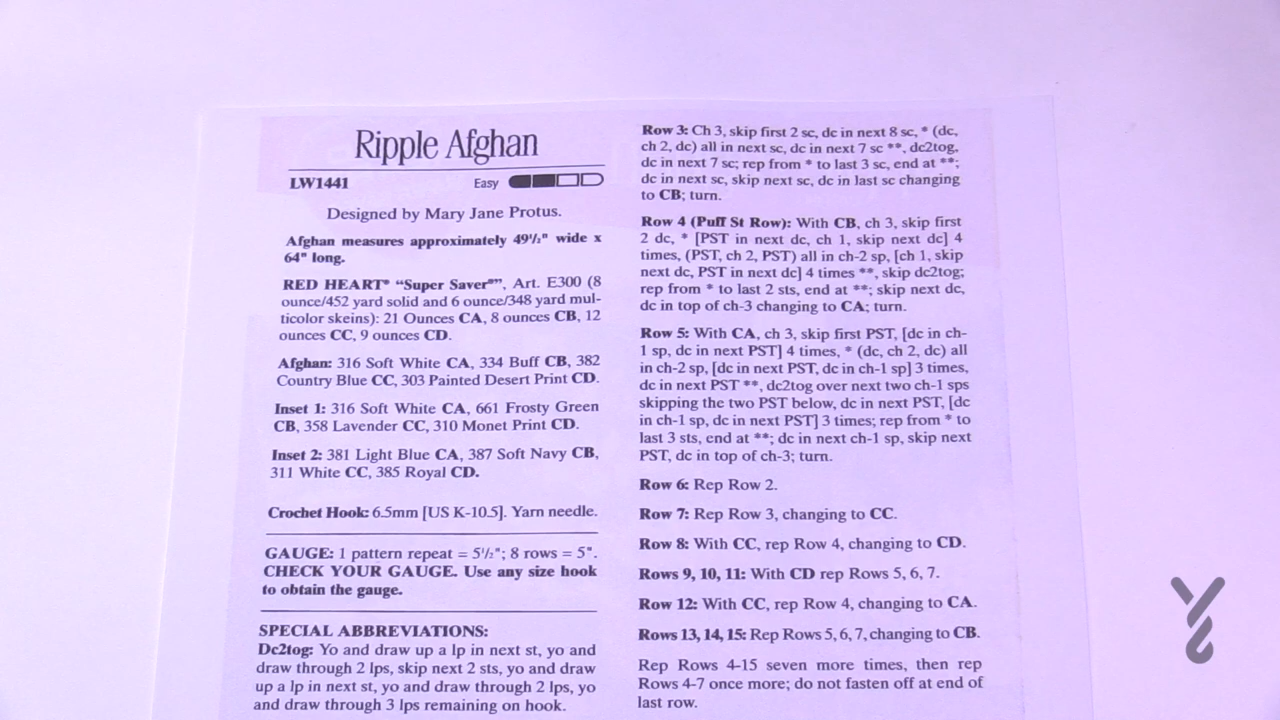 Ripple Afghan
LW1441
Easy
Designed by Mary Jane Protus.
Afghan measures approximately 49½" wide x
64" long.
RED HEART® “Super Saver®”, Art. E300 (8
ounce/452 yard solid and 6 ounce/348 yard mul-
ticolor skeins): 21 Ounces CA, 8 ounces CB, 12
ounces CC, 9 ounces CD.
Afghan: 316 Soft White CA, 334 Buff CB, 382
Country Blue CC, 303 Painted Desert Print CD.
Inset 1: 316 Soft White CA, 661 Frosty Green
CB, 358 Lavender CC, 310 Monet Print CD.
Inset 2: 381 Light Blue CA, 387 Soft Navy CB,
311 White CC, 385 Royal CD.
Crochet Hook: 6.5mm [US K-10.5]. Yarn needle.
GAUGE: 1 pattern repeat = 5½"; 8 rows = 5".
CHECK YOUR GAUGE. Use any size hook
to obtain the gauge.
SPECIAL ABBREVIATIONS:
Dc2tog: Yo and draw up a lp in next st, yo and
draw through 2 lps, skip next 2 sts, yo and draw
up a lp in next st, yo and draw through 2 lps, yo
and draw through 3 lps remaining on hook.
Row 3: Ch 3, skip first 2 sc, dc in next 8 sc, * (dc,
ch 2, dc) all in next sc, dc in next 7 sc **, dc2tog,
dc in next 7 sc; rep from * to last 3 sc, end at **;
dc in next sc, skip next sc, dc in last sc changing
to CB; turn.
Row 4 (Puff St Row): With CB, ch 3, skip first
2 dc, * [PST in next dc, ch 1, skip next dc] 4
times, (PST, ch 2, PST) all in ch-2 sp, [ch 1, skip
next dc, PST in next dc] 4 times **, skip dc2tog;
rep from * to last 2 sts, end at **; skip next dc,
dc in top of ch-3 changing to CA; turn.
Row 5: With CA, ch 3, skip first PST, [dc in ch-
1 sp, dc in next PST] 4 times, * (dc, ch 2, dc) all
in ch-2 sp, [dc in next PST, dc in ch-1 sp] 3 times,
dc in next PST **, dc2tog over next two ch-1 sps
skipping the two PST below, dc in next PST, [dc
in ch-1 sp, dc in next PST] 3 times; rep from * to
last 3 sts, end at **; dc in next ch-1 sp, skip next
PST, dc in top of ch-3; turn.
Row 6: Rep Row 2.
Row 7: Rep Row 3, changing to CC.
Row 8: With CC, rep Row 4, changing to CD.
Rows 9, 10, 11: With CD rep Rows 5, 6, 7.
Row 12: With CC, rep Row 4, changing to CA.
Rows 13, 14, 15: Rep Rows 5, 6, 7, changing to CB.
Rep Rows 4-15 seven more times, then rep
Rows 4-7 once more; do not fasten off at end of
last row.